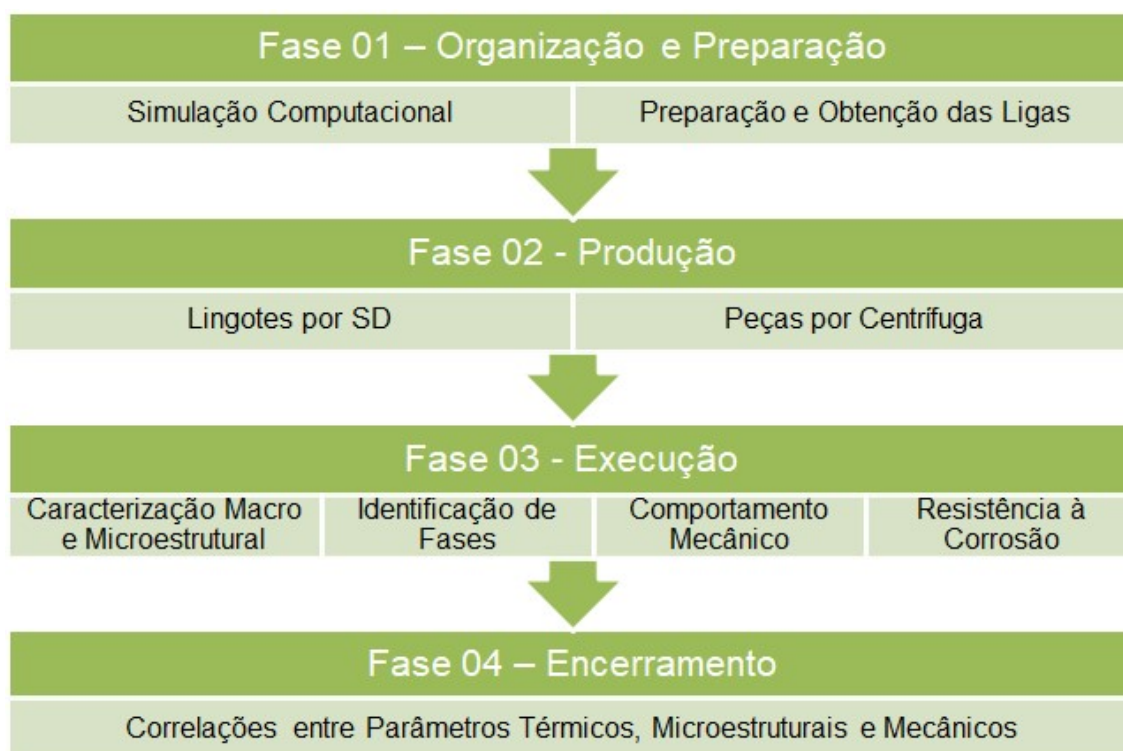 Fase 01 – Organização e Preparação
Simulação Computacional
Preparação e Obtenção das Ligas
Fase 02 - Produção
Lingotes por SD
Peças por Centrífuga
Fase 03 - Execução
Caracterização Macro
e Microestrutural
Identificação de
Fases
Comportamento
Mecânico
Resistência à
Corrosão
Fase 04 – Encerramento
Correlações entre Parâmetros Térmicos, Microestruturais e Mecânicos